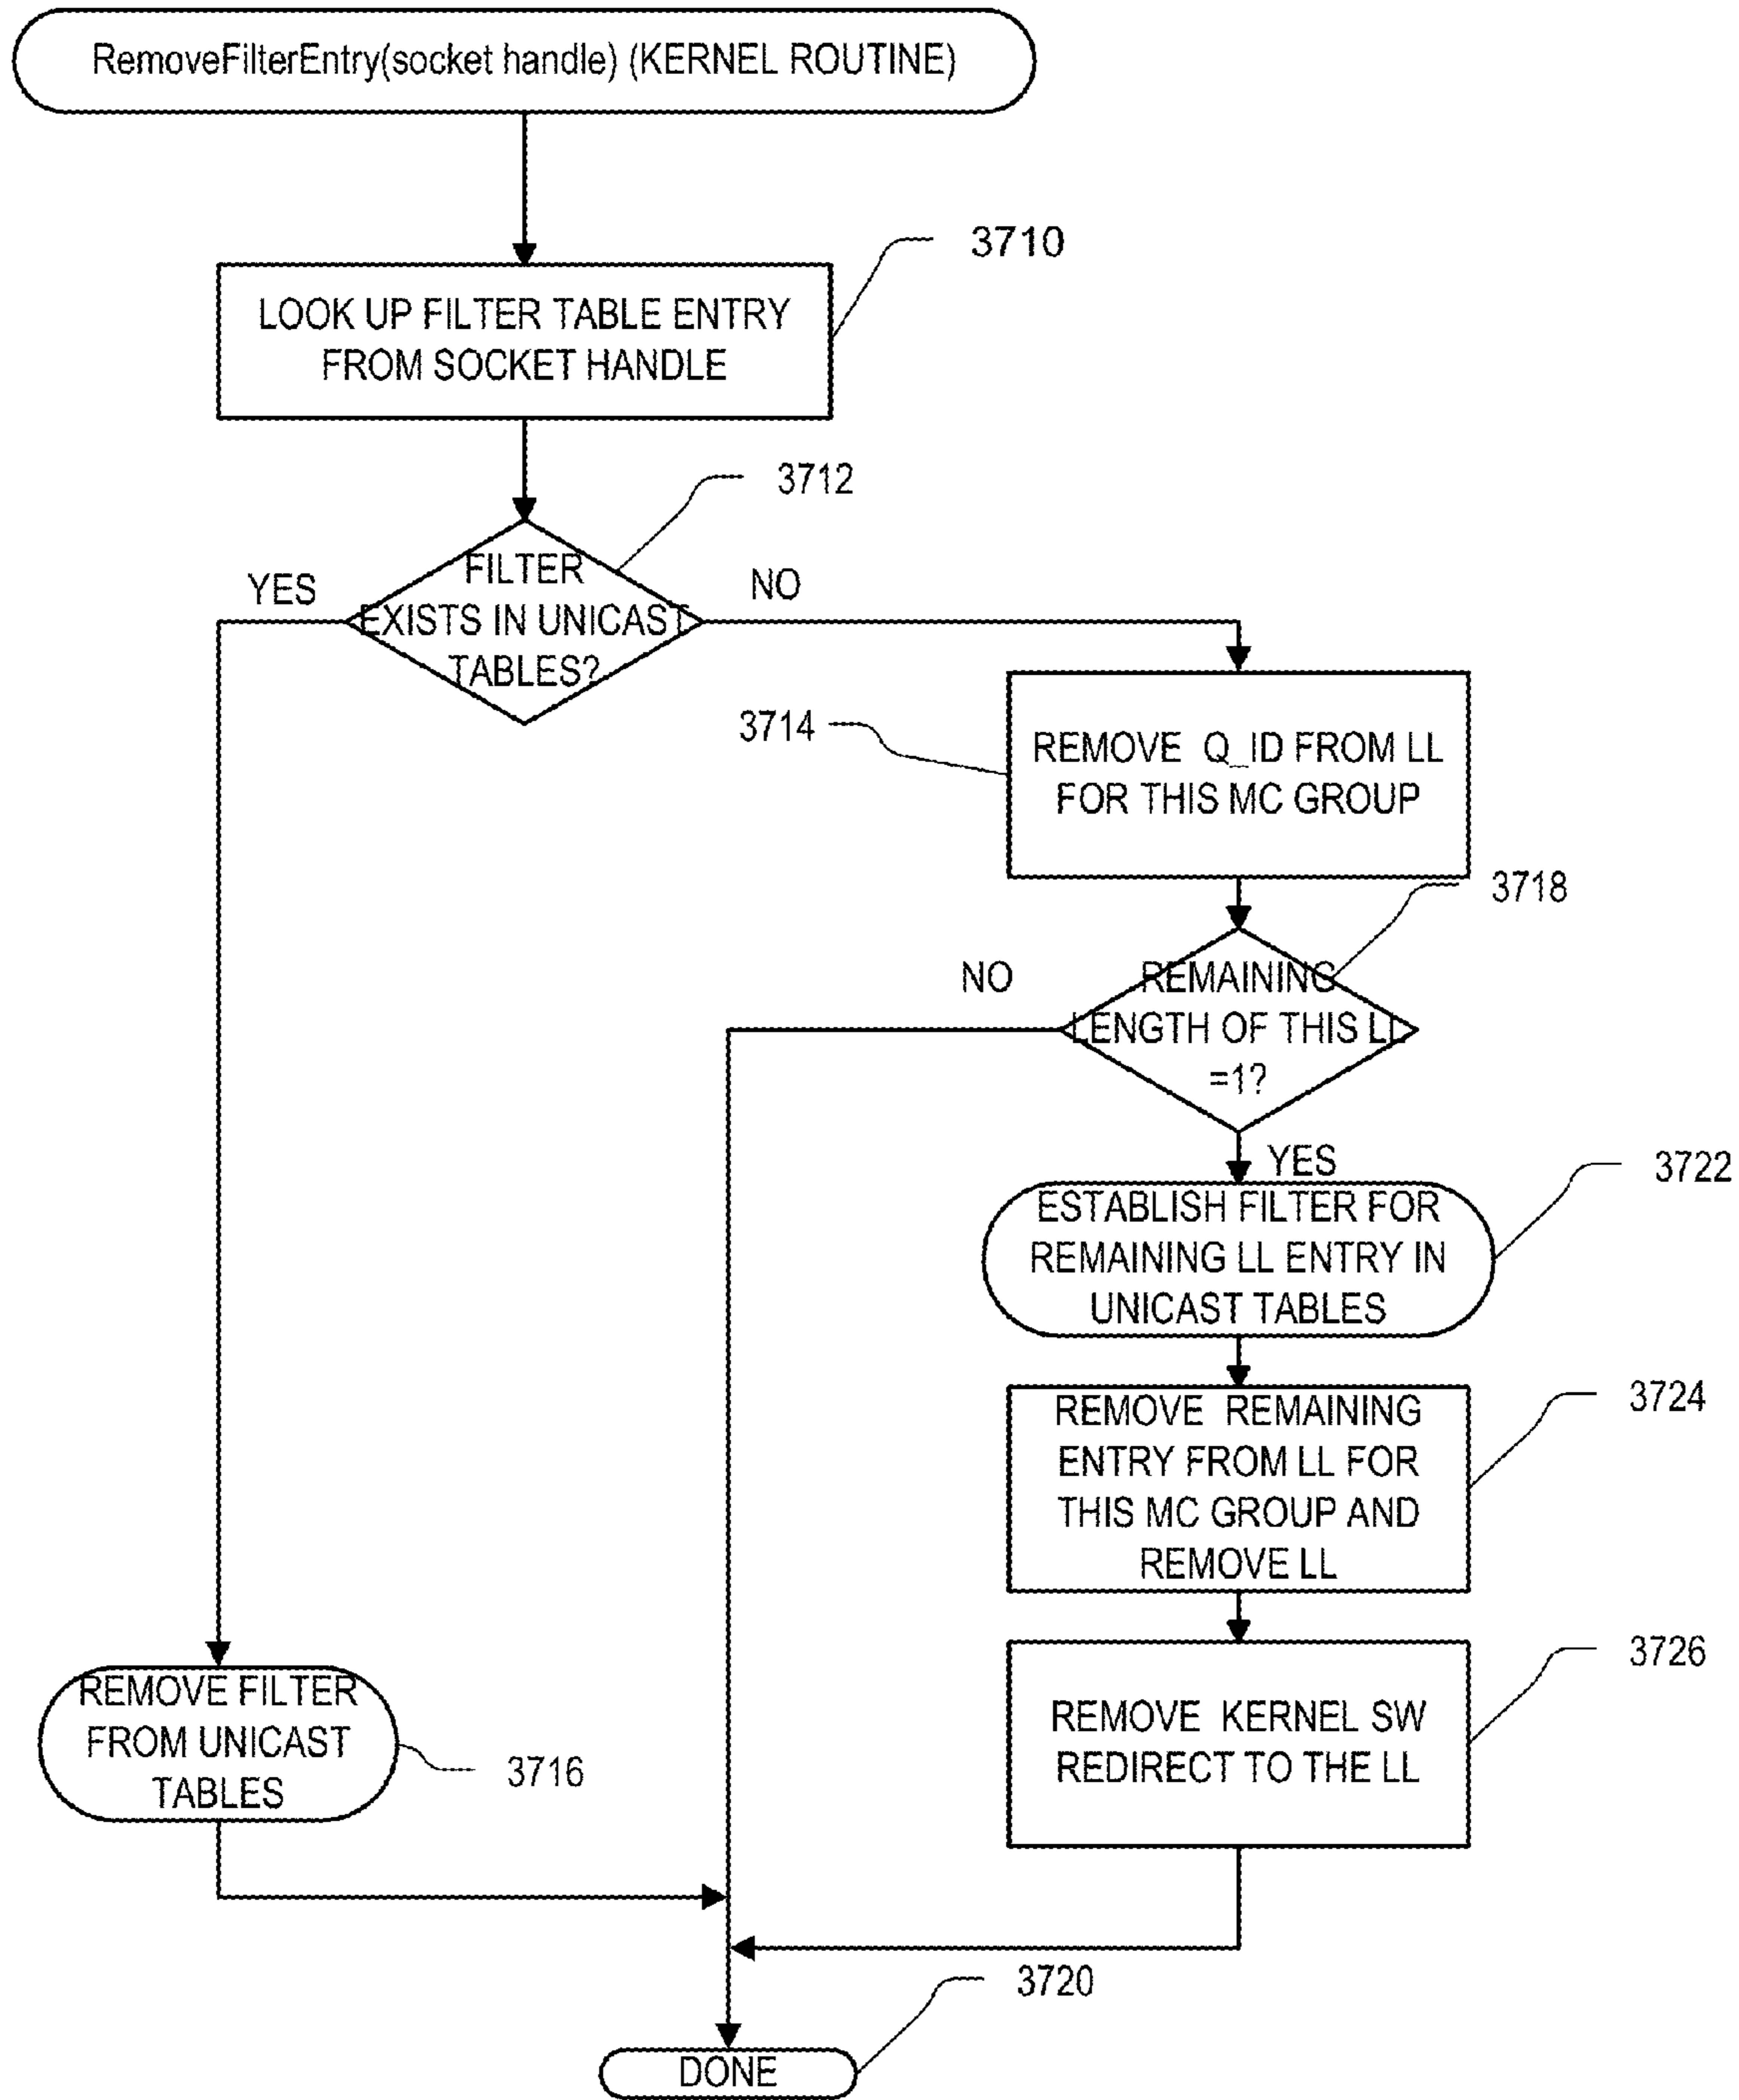 RemoveFilterEntry(socket handle) (KERNEL ROUTINE)
3710
LOOK UP FILTER TABLE ENTRY
FROM SOCKET HANDLE
3712
YES
FILTER
EXISTS IN UNICAST
TABLES?
NO
3714
REMOVE Q_ID FROM LL
FOR THIS MC GROUP
3718
NO
REMAINING
LENGTH OF THIS LL
=1?
YES
3722
ESTABLISH FILTER FOR
REMAINING LL ENTRY IN
UNICAST TABLES
3724
REMOVE REMAINING
ENTRY FROM LL FOR
THIS MC GROUP AND
REMOVE LL
3726
REMOVE KERNEL SW
REDIRECT TO THE LL
REMOVE FILTER
FROM UNICAST
TABLES
3716
3720
DONE